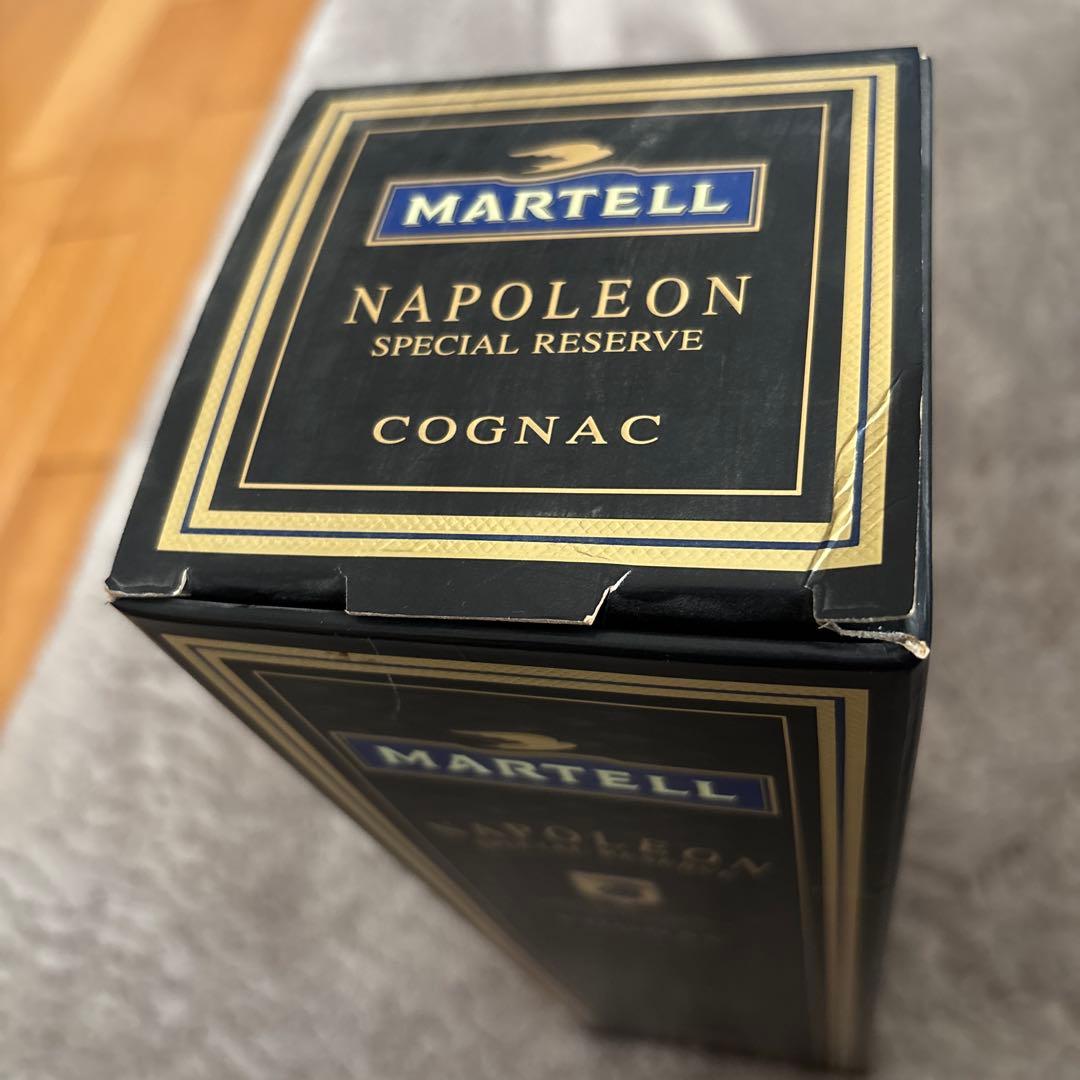 MARTELL
NAPOLEON
SPECIAL RESERVE
COGNAC
MARTELL
NAPOLEON